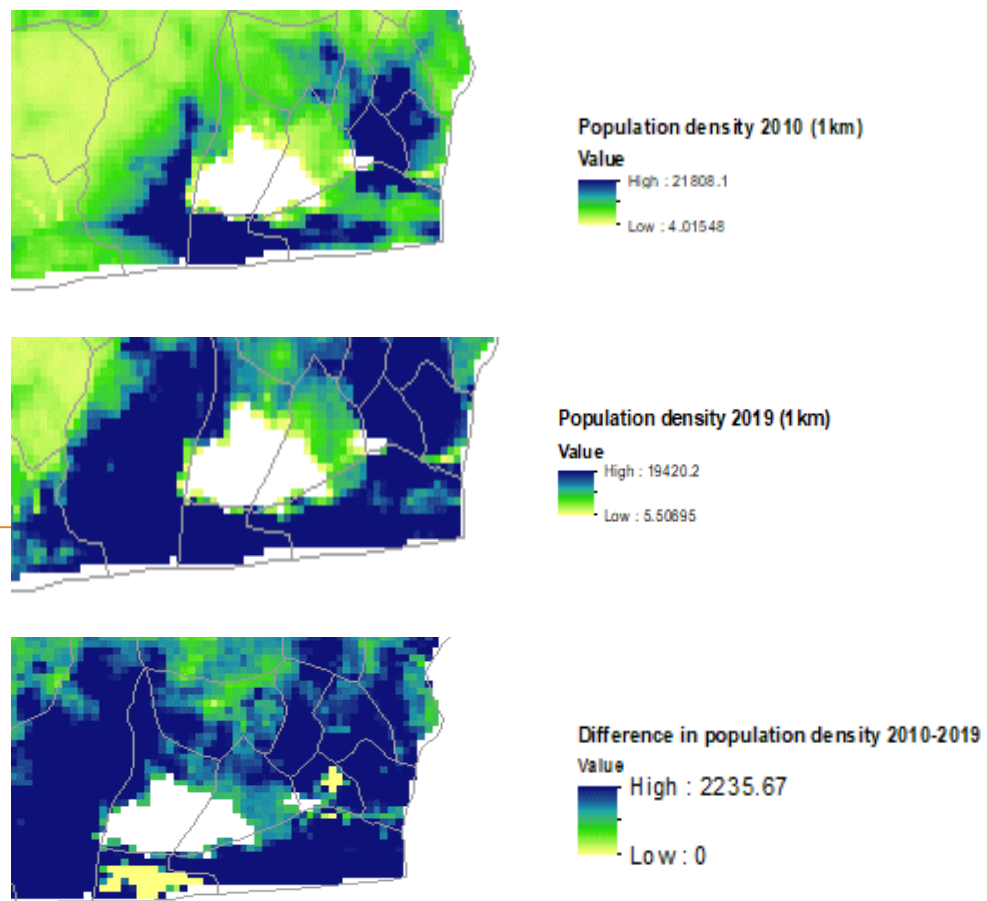 Population density 2010 (1km)
Value
High : 21808.1
Low : 4.01548
Population density 2019 (1km)
Value
High : 19420.2
Low : 5.50695
Difference in population density 2010-2019
Value
High : 2235.67
Low : 0